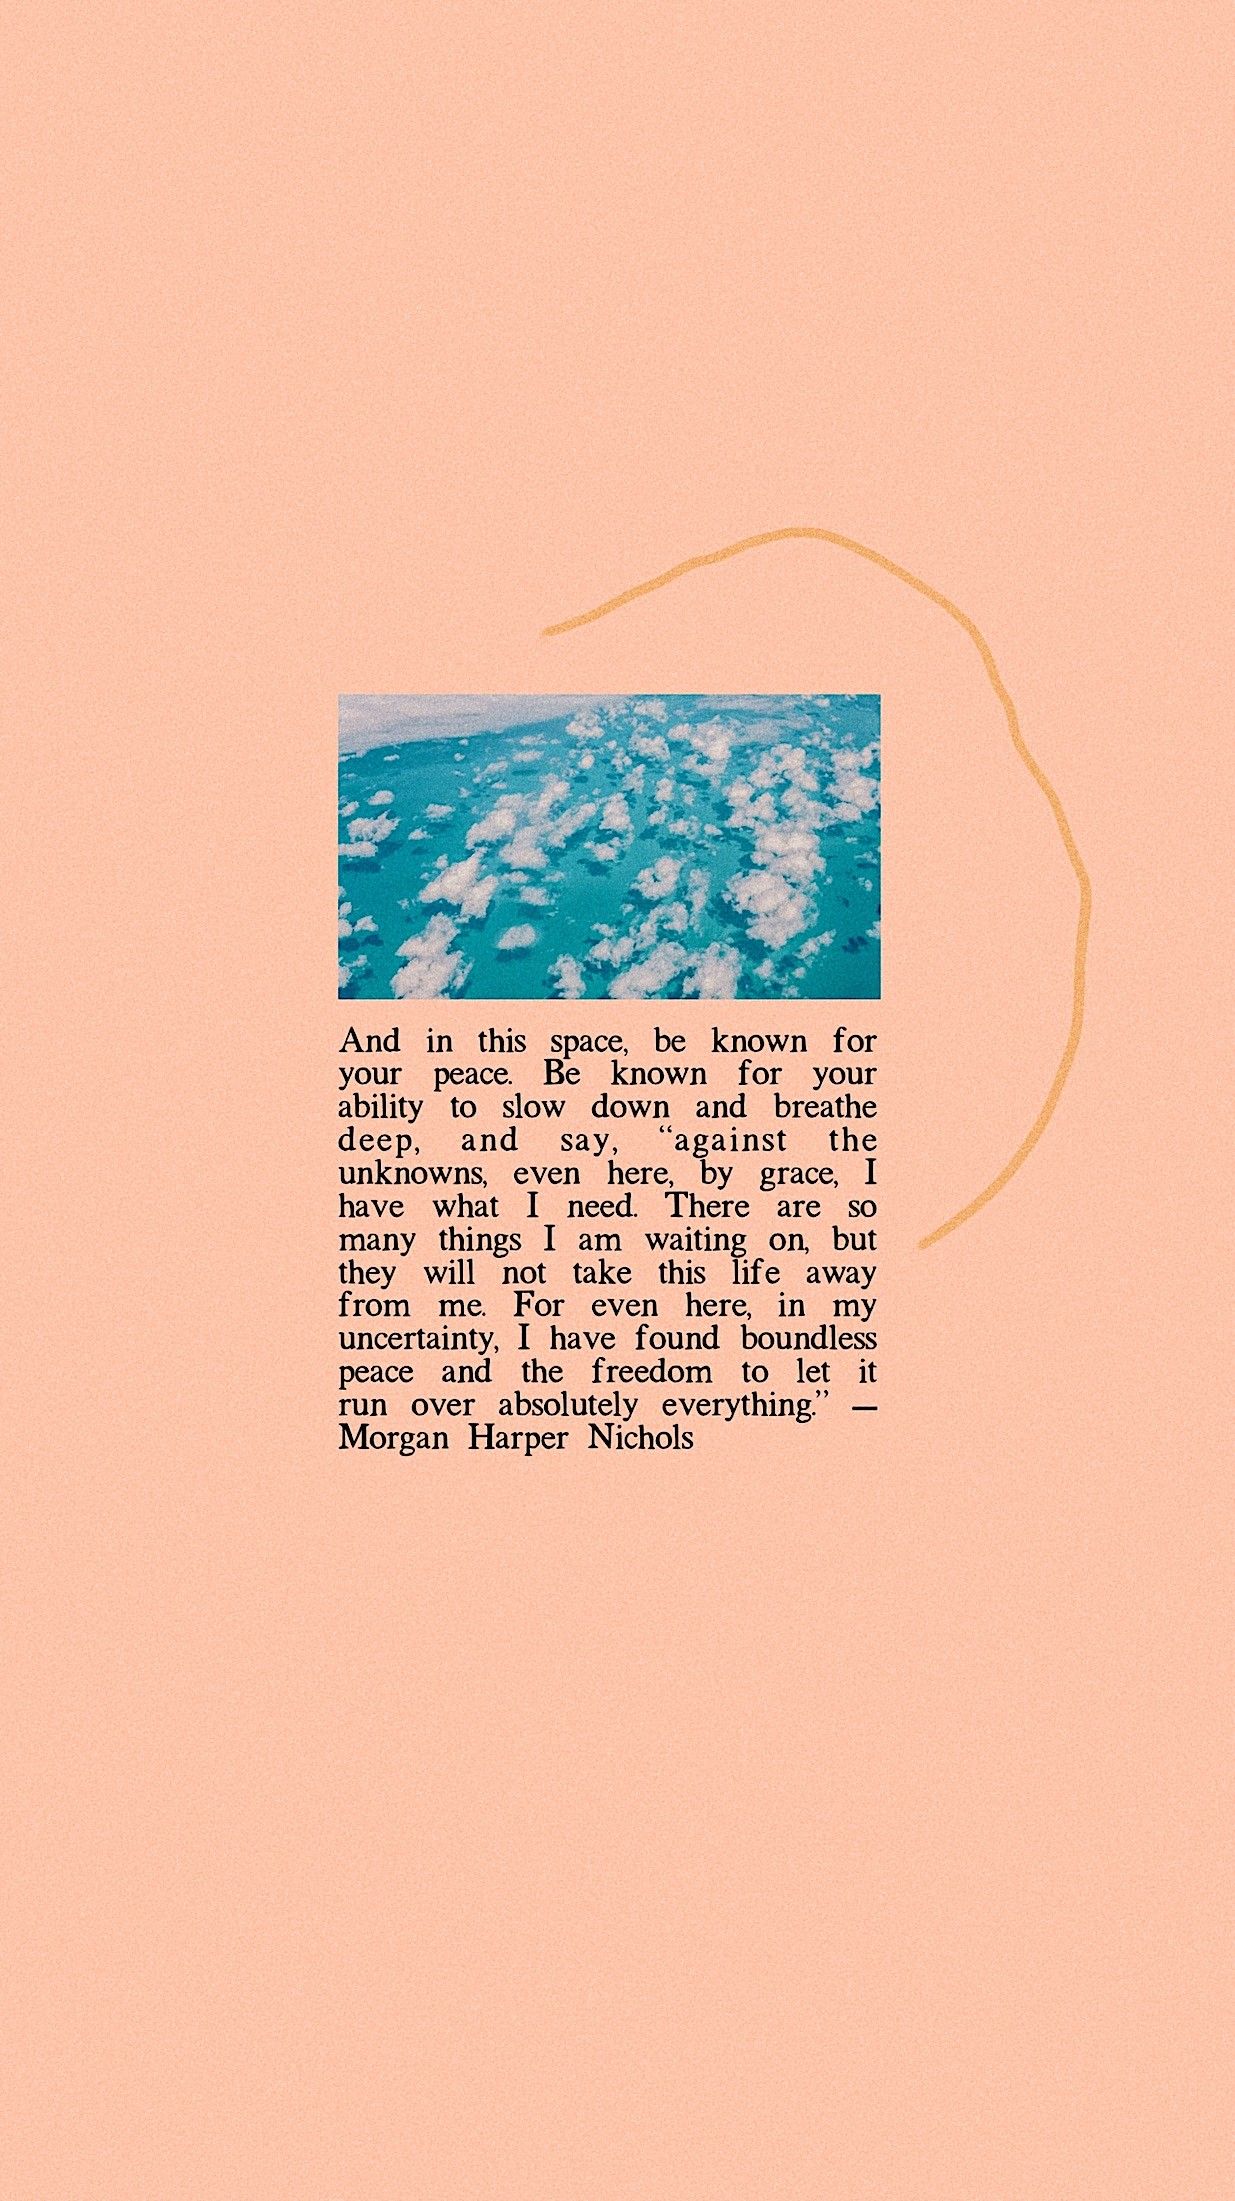 And in this space, be known for
your peace. Be known for your
ability to slow down and breathe
deep, and say, “against the
unknowns, even here, by grace, I
have what I need. There are so
many things I am waiting on, but
they will not take this life away
from me. For even here, in my
uncertainty, I have found boundless
peace and the freedom to let it
run over absolutely everything.” —
Morgan Harper Nichols